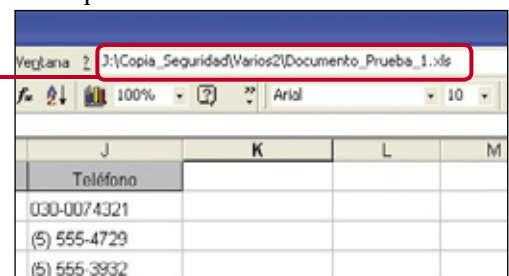 Ventana ? J:\Copia_Seguridad\Varios2\Documento_Prueba_1.xls
100% ? Arial 10
J K L M
Teléfono
030-0074321
(5) 555-4729
(5) 555-3932